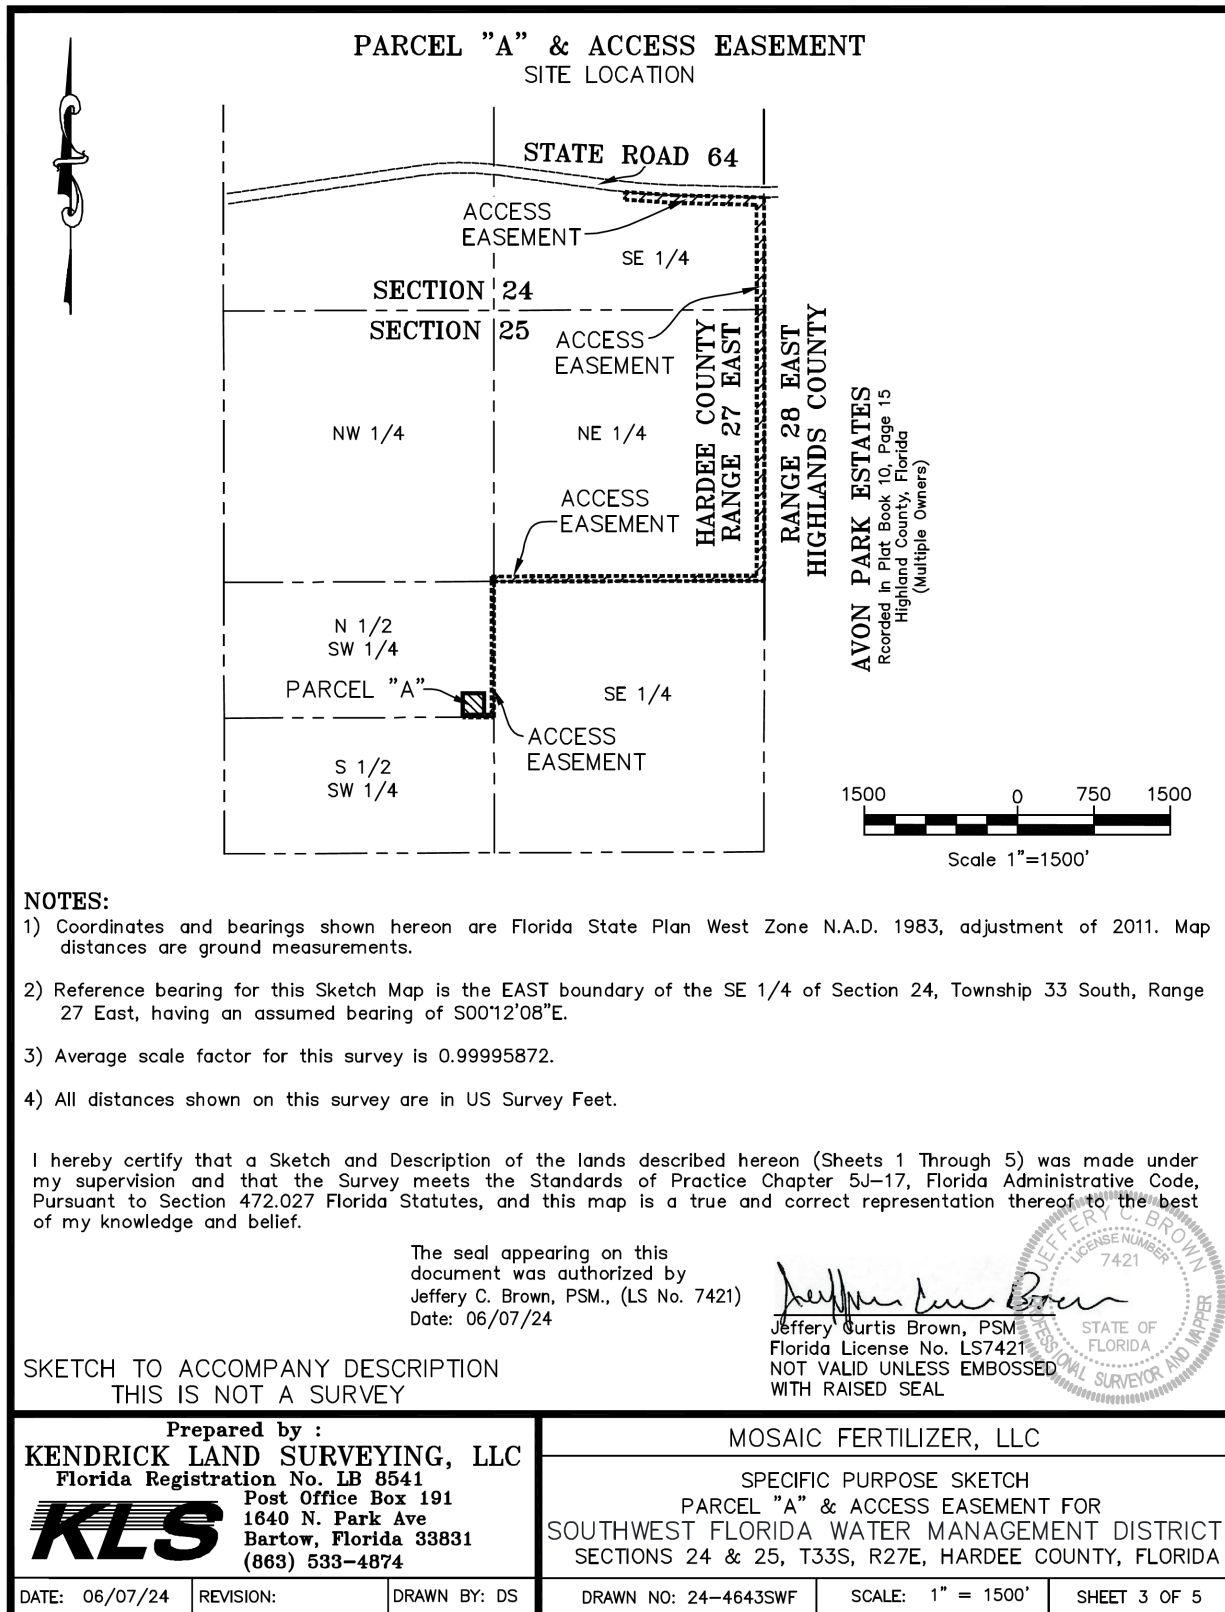 PARCEL "A" & ACCESS EASEMENT
SITE LOCATION
STATE ROAD 64
ACCESS
EASEMENT
SE 1/4
SECTION 24
SECTION 25
ACCESS
EASEMENT
HARDEE COUNTY
RANGE 27 EAST
RANGE 28 EAST
HIGHLANDS COUNTY
AVON PARK ESTATES
Rcorded in Plat Book 10, Page 15
Highland County, Florida
(Multiple Owners)
NW 1/4
NE 1/4
ACCESS
EASEMENT
N 1/2
SW 1/4
PARCEL "A"
SE 1/4
ACCESS
EASEMENT
S 1/2
SW 1/4
1500 0 750 1500
Scale 1"=1500'
NOTES:
1) Coordinates and bearings shown hereon are Florida State Plan West Zone N.A.D. 1983, adjustment of 2011. Map
distances are ground measurements.
2) Reference bearing for this Sketch Map is the EAST boundary of the SE 1/4 of Section 24, Township 33 South, Range
27 East, having an assumed bearing of S00°12'08"E.
3) Average scale factor for this survey is 0.99995872.
4) All distances shown on this survey are in US Survey Feet.
I hereby certify that a Sketch and Description of the lands described hereon (Sheets 1 Through 5) was made under
my supervision and that the Survey meets the Standards of Practice Chapter 5J-17, Florida Administrative Code,
Pursuant to Section 472.027 Florida Statutes, and this map is a true and correct representation thereof to the best
of my knowledge and belief.
The seal appearing on this
document was authorized by
Jeffery C. Brown, PSM., (LS No. 7421)
Date: 06/07/24
Jeffery Curtis Brown, PSM
Florida License No. LS7421
NOT VALID UNLESS EMBOSSED
WITH RAISED SEAL
JEFFERY C. BROWN
LICENSE NUMBER
7421
STATE OF
FLORIDA
PROFESSIONAL SURVEYOR AND MAPPER
SKETCH TO ACCOMPANY DESCRIPTION
THIS IS NOT A SURVEY
Prepared by :
KENDRICK LAND SURVEYING, LLC
Florida Registration No. LB 8541
KLS
Post Office Box 191
1640 N. Park Ave
Bartow, Florida 33831
(863) 533-4874
DATE: 06/07/24 REVISION: DRAWN BY: DS
MOSAIC FERTILIZER, LLC
SPECIFIC PURPOSE SKETCH
PARCEL "A" & ACCESS EASEMENT FOR
SOUTHWEST FLORIDA WATER MANAGEMENT DISTRICT
SECTIONS 24 & 25, T33S, R27E, HARDEE COUNTY, FLORIDA
DRAWN NO: 24-4643SWF SCALE: 1" = 1500' SHEET 3 OF 5